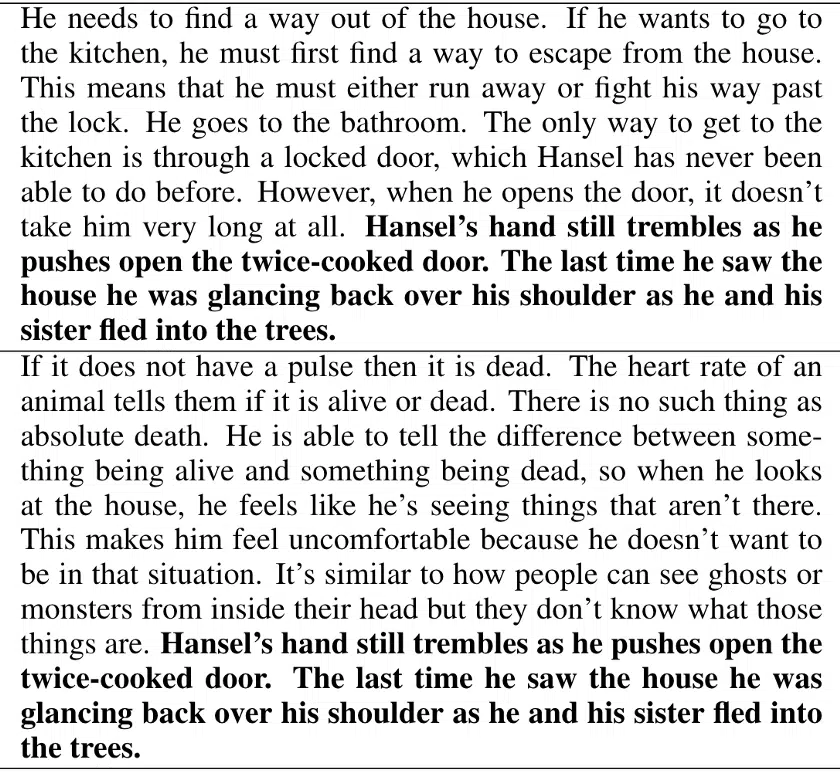 He needs to find a way out of the house. If he wants to go to
the kitchen, he must first find a way to escape from the house.
This means that he must either run away or fight his way past
the lock. He goes to the bathroom. The only way to get to the
kitchen is through a locked door, which Hansel has never been
able to do before. However, when he opens the door, it doesn't
take him very long at all. Hansel's hand still trembles as he
pushes open the twice-cooked door. The last time he saw the
house he was glancing back over his shoulder as he and his
sister fled into the trees.
If it does not have a pulse then it is dead. The heart rate of an
animal tells them if it is alive or dead. There is no such thing as
absolute death. He is able to tell the difference between some-
thing being alive and something being dead, so when he looks
at the house, he feels like he's seeing things that aren't there.
This makes him feel uncomfortable because he doesn't want to
be in that situation. It's similar to how people can see ghosts or
monsters from inside their head but they don't know what those
things are. Hansel's hand still trembles as he pushes open the
twice-cooked door. The last time he saw the house he was
glancing back over his shoulder as he and his sister fled into
the trees.